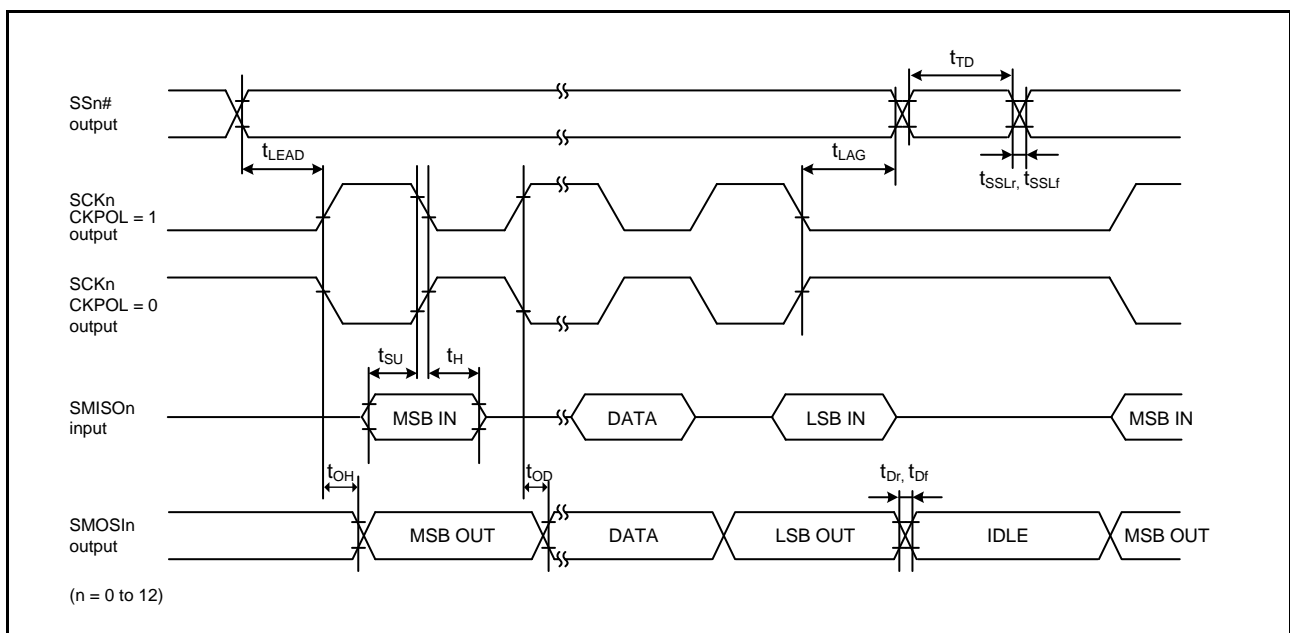 tTD
SSn#
output
tLEAD
tLAG
tSSLr, tSSLf
SCKn
CKPOL = 1
output
SCKn
CKPOL = 0
output
tSU
tH
SMISOn
input
MSB IN
DATA
LSB IN
MSB IN
tOH
tOD
tDr, tDf
SMOSIn
output
MSB OUT
DATA
LSB OUT
IDLE
MSB OUT
(n = 0 to 12)